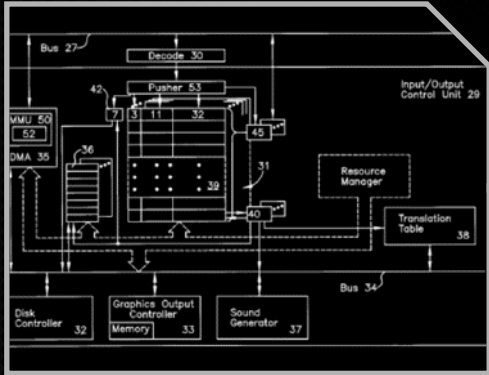 Bus 27
Decode 30
Pusher 53
Input/Output
Control Unit 29
42
7
3 11 32
45
MMU 50
52
DMA 35
36
31
39
Resource
Manager
40
Translation
Table
38
Bus 34
Disk
Controller 32
Graphics Output
Controller
Memory 33
Sound
Generator 37